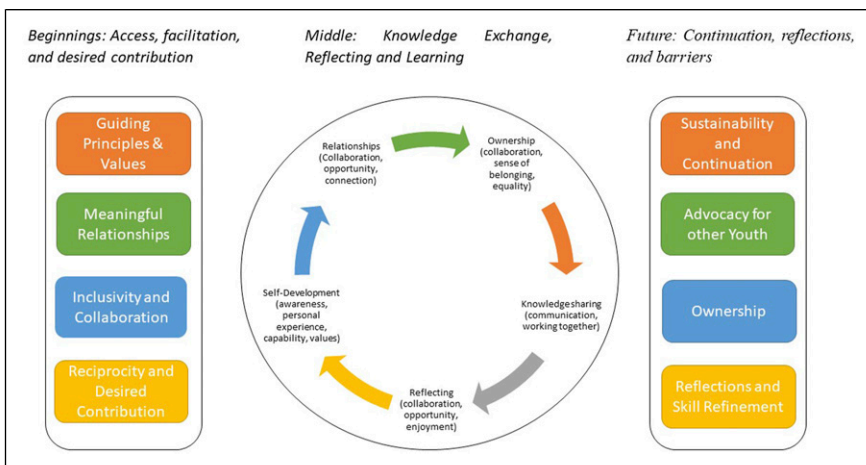 Beginnings: Access, facilitation,
and desired contribution
Middle: Knowledge Exchange,
Reflecting and Learning
Future: Continuation, reflections,
and barriers
Guiding
Principles &
Values
Meaningful
Relationships
Inclusivity and
Collaboration
Reciprocity and
Desired
Contribution
Relationships
(Collaboration,
opportunity,
connection)
Ownership
(collaboration,
sense of
belonging,
equality)
Knowledge sharing
(communication,
working together)
Reflecting
(collaboration,
opportunity,
enjoyment)
Self-Development
(awareness,
personal
experience,
capability, values)
Sustainability
and
Continuation
Advocacy for
other Youth
Ownership
Reflections and
Skill Refinement